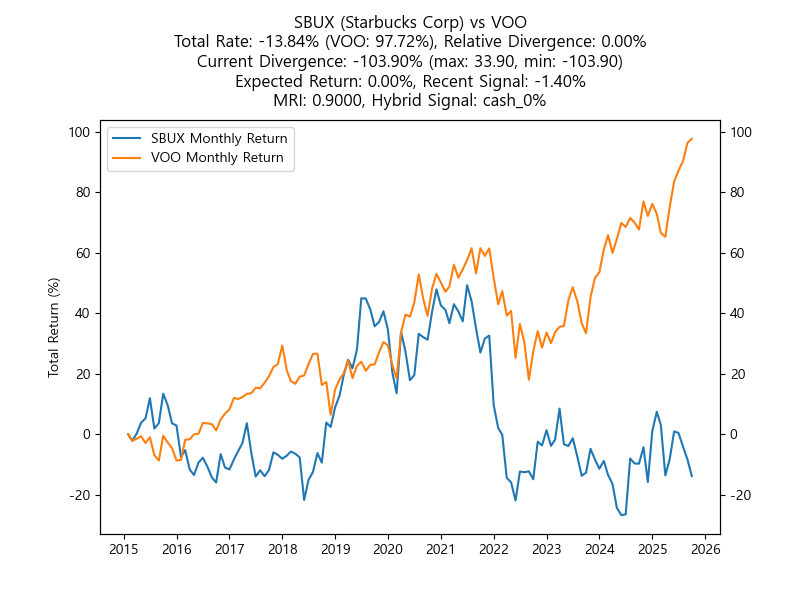 SBUX (Starbucks Corp) vs VOO
Total Rate: -13.84% (VOO: 97.72%), Relative Divergence: 0.00%
Current Divergence: -103.90% (max: 33.90, min: -103.90)
Expected Return: 0.00%, Recent Signal: -1.40%
MRI: 0.9000, Hybrid Signal: cash_0%
SBUX Monthly Return
VOO Monthly Return
Total Return (%)
100
80
60
40
20
0
-20
100
80
60
40
20
0
-20
2015 2016 2017 2018 2019 2020 2021 2022 2023 2024 2025 2026